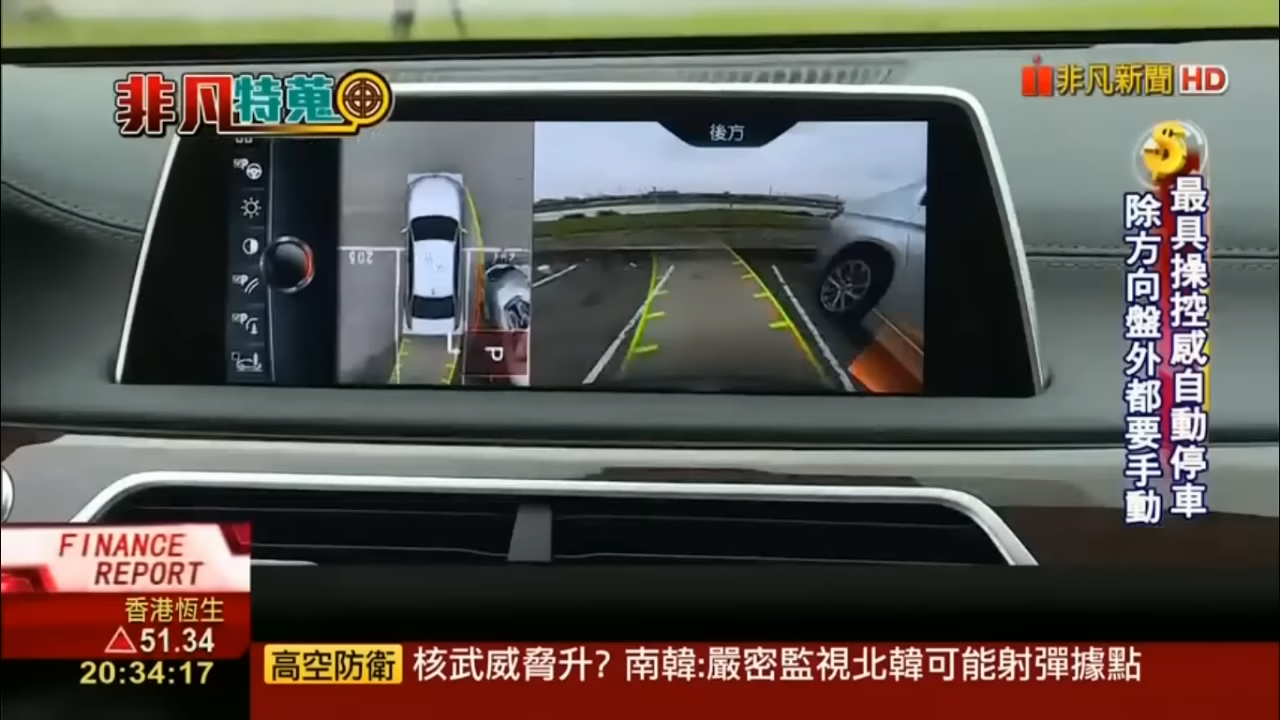 非凡特蒐
非凡新聞HD
後方
205
P
最具操控感自動停車
除方向盤外都要手動
FINANCE
REPORT
香港恆生
△51.34
20:34:17
高空防衛 核武威脅升? 南韓:嚴密監視北韓可能射彈據點